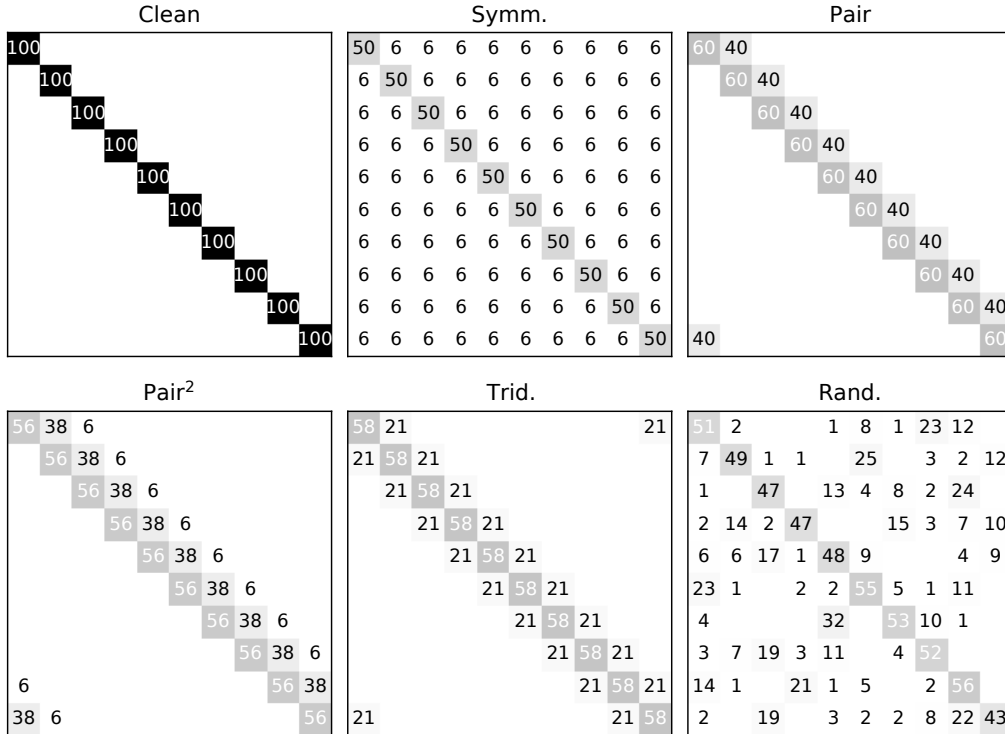 Clean Symm. Pair
100 50 6 6 6 6 6 6 6 6 6 60 40
100 6 50 6 6 6 6 6 6 6 6 60 40
100 6 6 50 6 6 6 6 6 6 6 60 40
100 6 6 6 50 6 6 6 6 6 6 60 40
100 6 6 6 6 50 6 6 6 6 6 60 40
100 6 6 6 6 6 50 6 6 6 6 60 40
100 6 6 6 6 6 6 50 6 6 6 60 40
100 6 6 6 6 6 6 6 50 6 6 60 40
100 6 6 6 6 6 6 6 6 50 6 60 40
100 6 6 6 6 6 6 6 6 6 50 40 60
Pair² Trid. Rand.
56 38 6 58 21 21 51 2 1 8 1 23 12
56 38 6 21 58 21 7 49 1 1 25 3 2 12
56 38 6 21 58 21 1 47 13 4 8 2 24
56 38 6 21 58 21 2 14 2 47 15 3 7 10
56 38 6 21 58 21 6 6 17 1 48 9 4 9
56 38 6 21 58 21 23 1 2 2 55 5 1 11
56 38 6 21 58 21 4 32 53 10 1
56 38 6 21 58 21 3 7 19 3 11 4 52
6 56 38 21 58 21 14 1 21 1 5 2 56
38 6 56 21 21 58 2 19 3 2 2 8 22 43